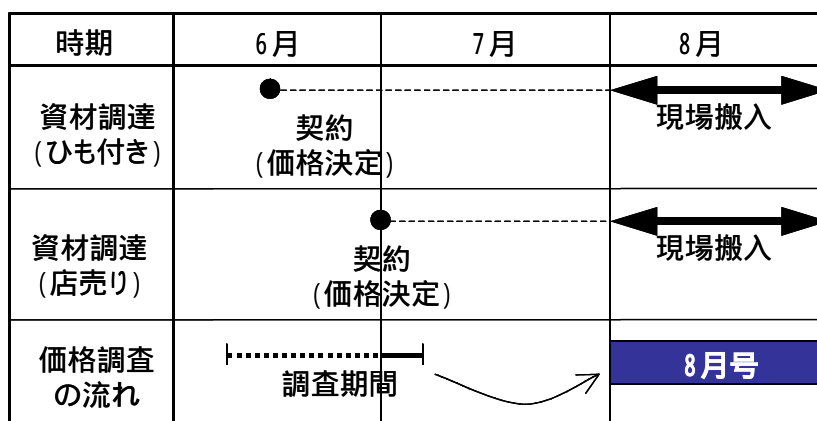 時期
6月
7月
8月
資材調達
(ひも付き)
契約
(価格決定)
現場搬入
資材調達
(店売り)
契約
(価格決定)
現場搬入
価格調査
の流れ
調査期間
8月号